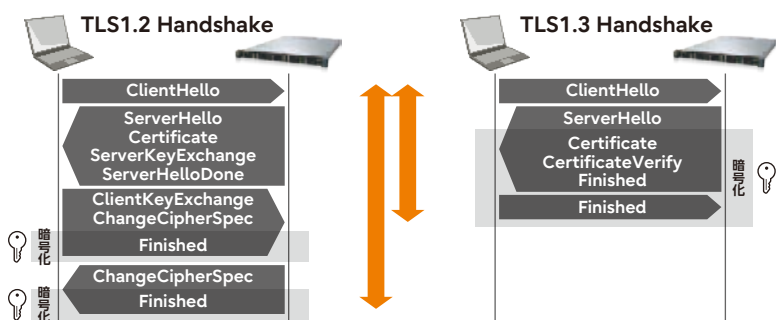 TLS1.2 Handshake
ClientHello
ServerHello
Certificate
ServerKeyExchange
ServerHelloDone
ClientKeyExchange
ChangeCipherSpec
Finished
暗号化
ChangeCipherSpec
Finished
暗号化
TLS1.3 Handshake
ClientHello
ServerHello
Certificate
CertificateVerify
Finished
Finished
暗号化